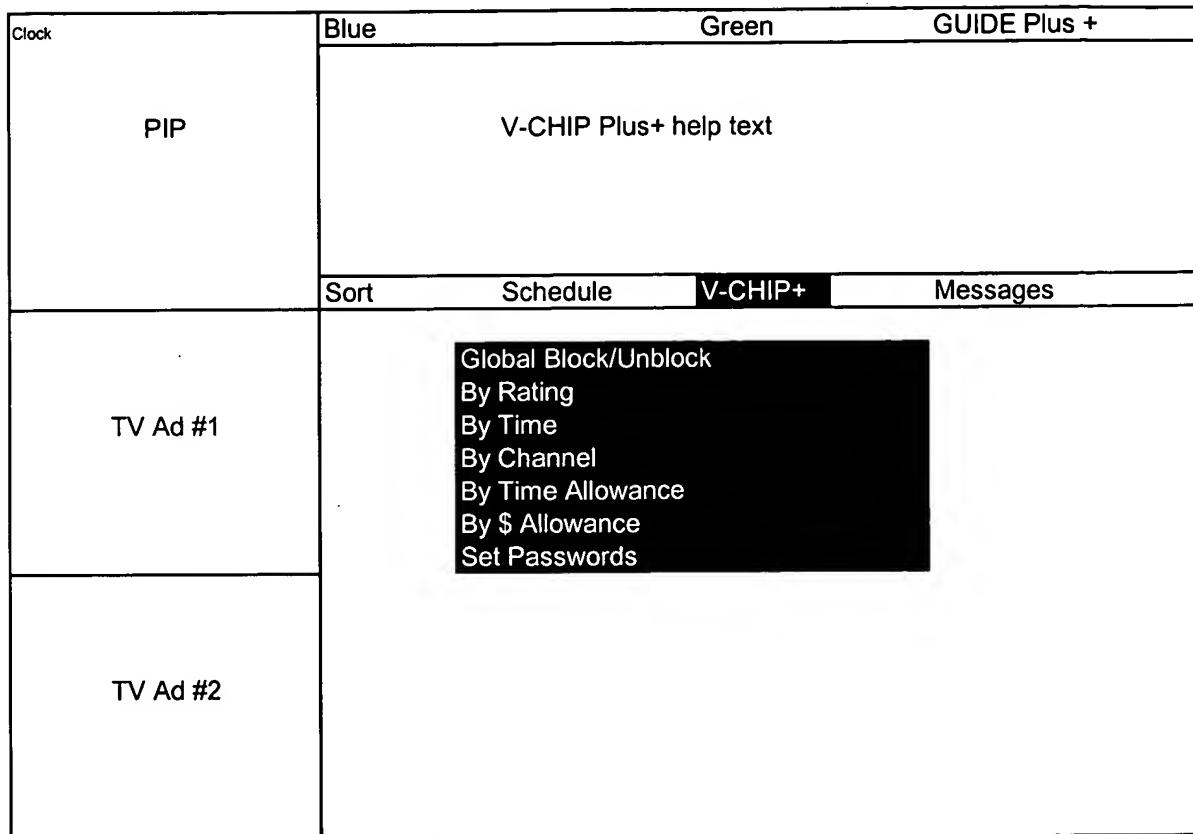 Clock
Blue Green GUIDE Plus +
PIP
V-CHIP Plus+ help text
Sort Schedule V-CHIP+ Messages
TV Ad #1
Global Block/Unblock
By Rating
By Time
By Channel
By Time Allowance
By $ Allowance
Set Passwords
TV Ad #2